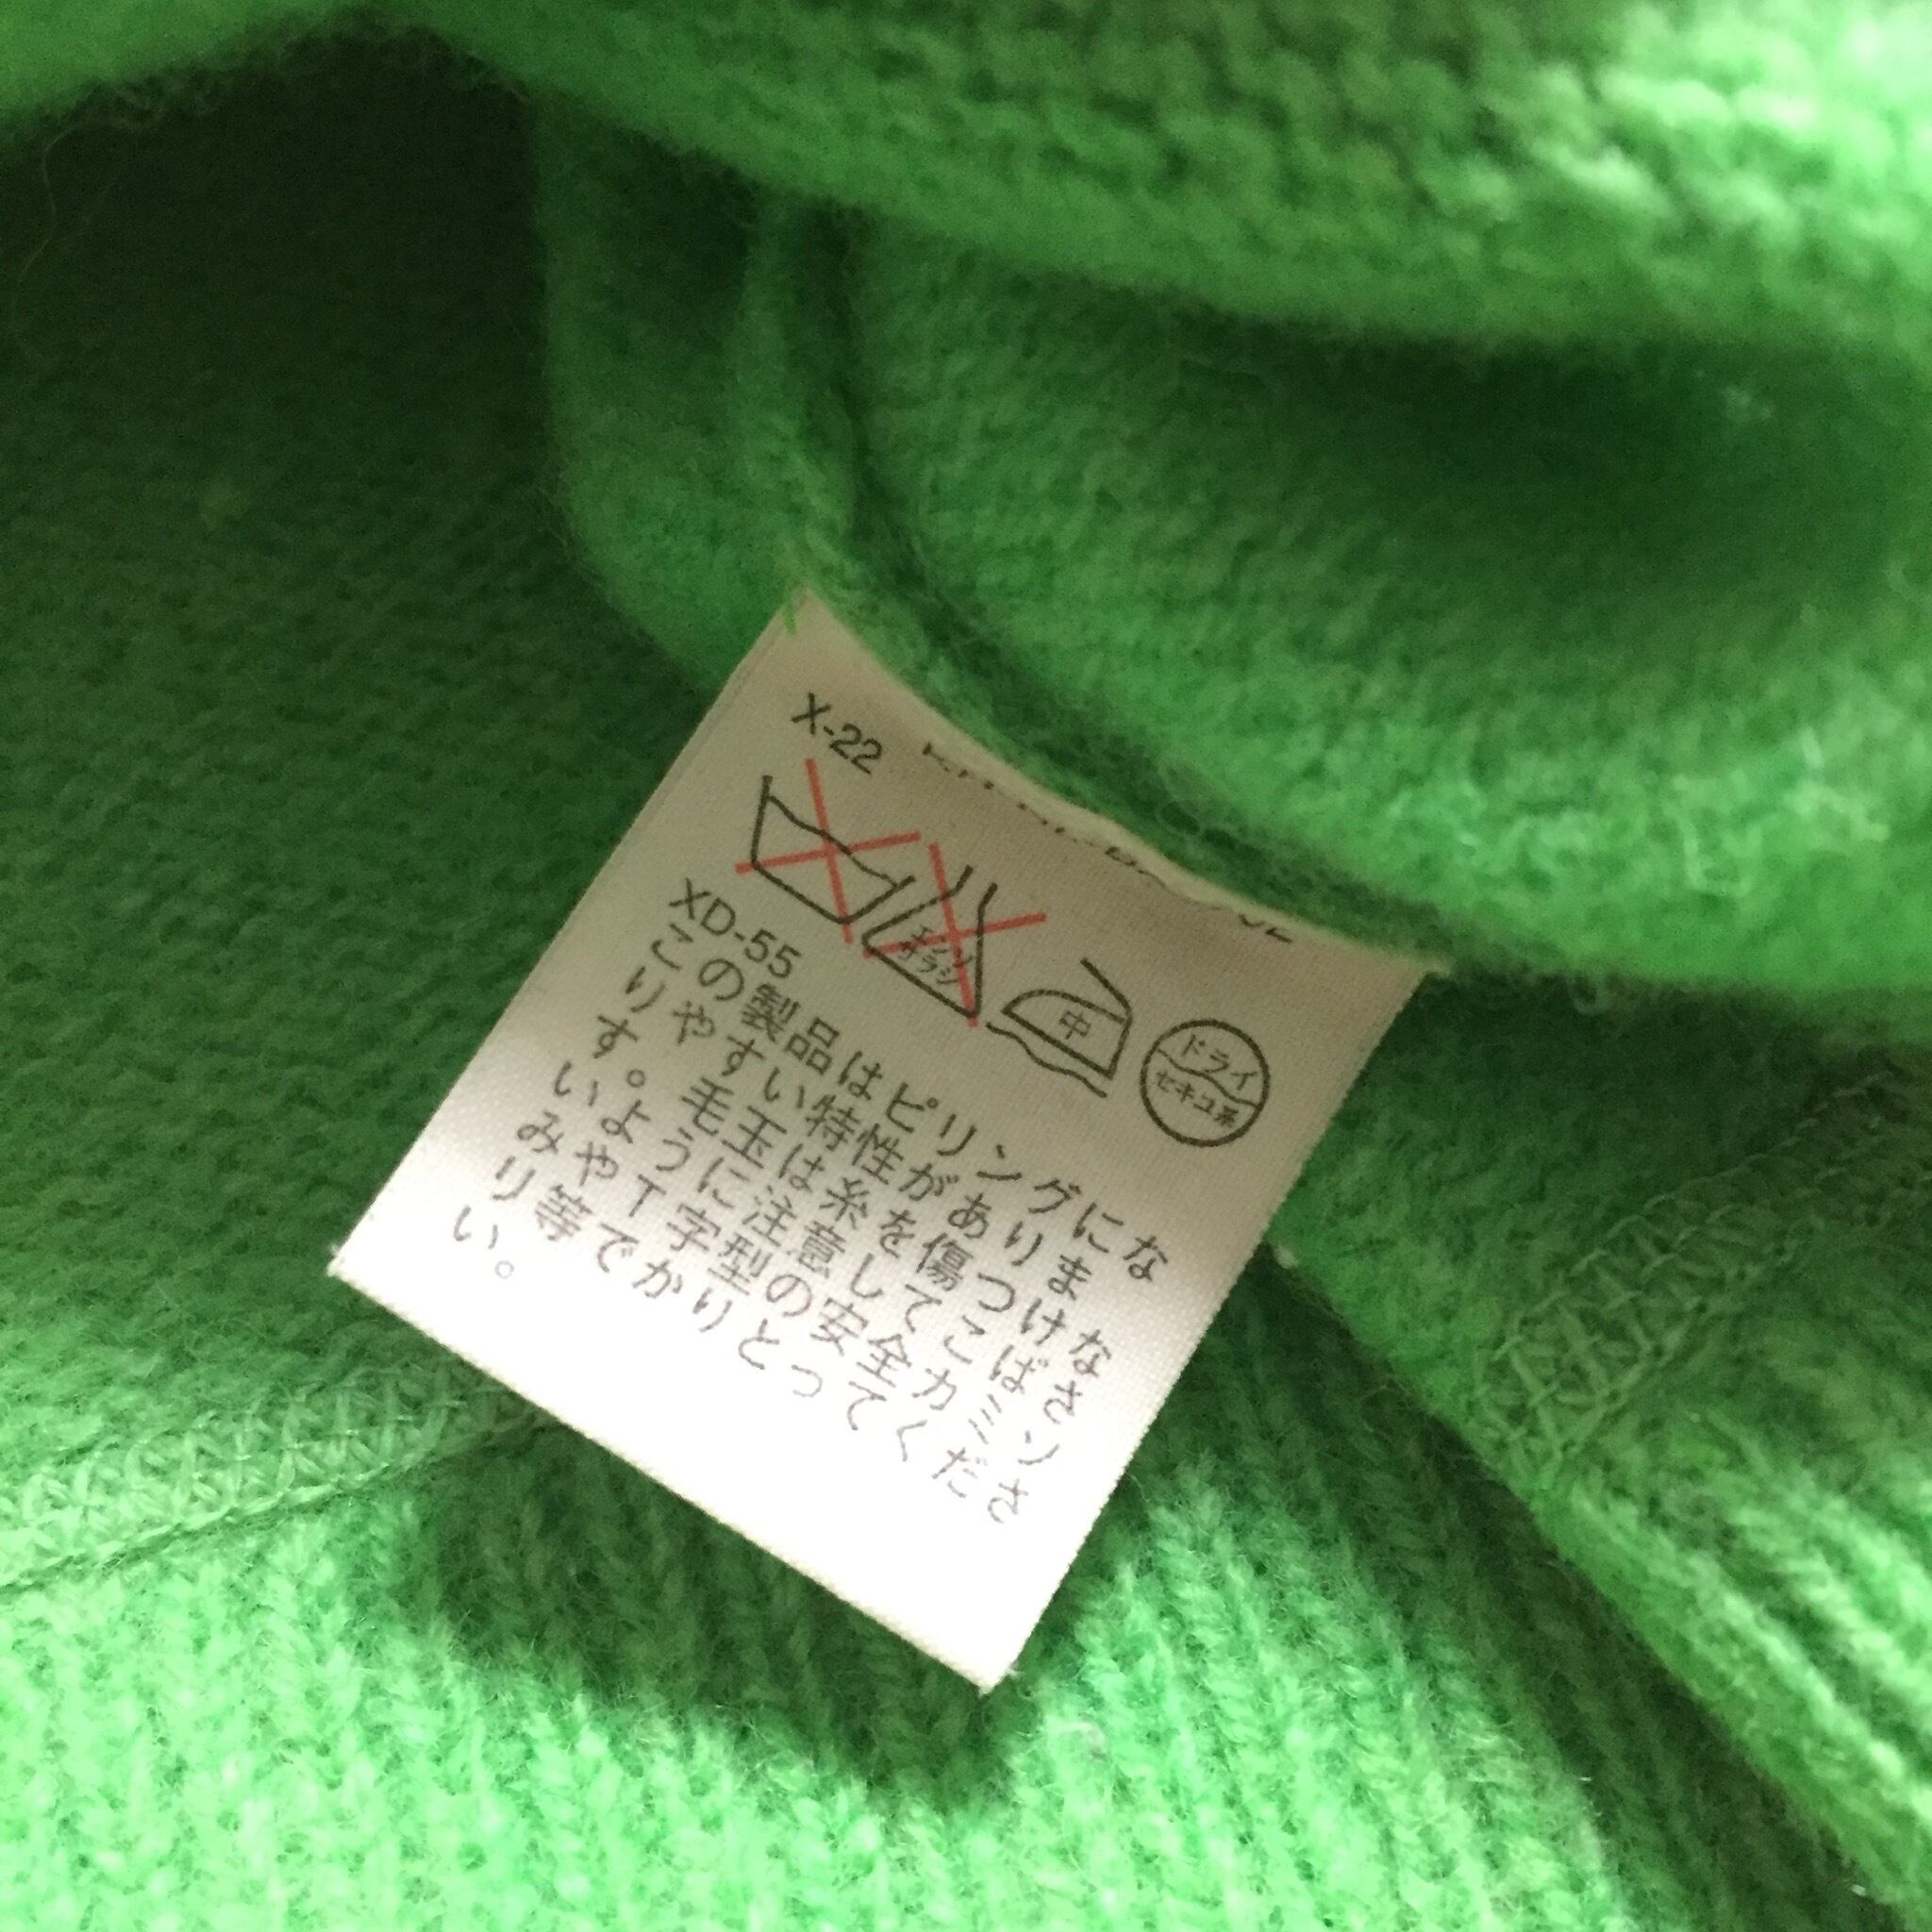 X-22
エンソ
サラシ
中
ドライ
セキユ系
XD-55
この製品はピリングにな
りやすい特性がありま
す。毛玉は糸を傷つけな
いように注意してこばさ
みやT字型の安全カミソ
リ等でかりとってくださ
い。